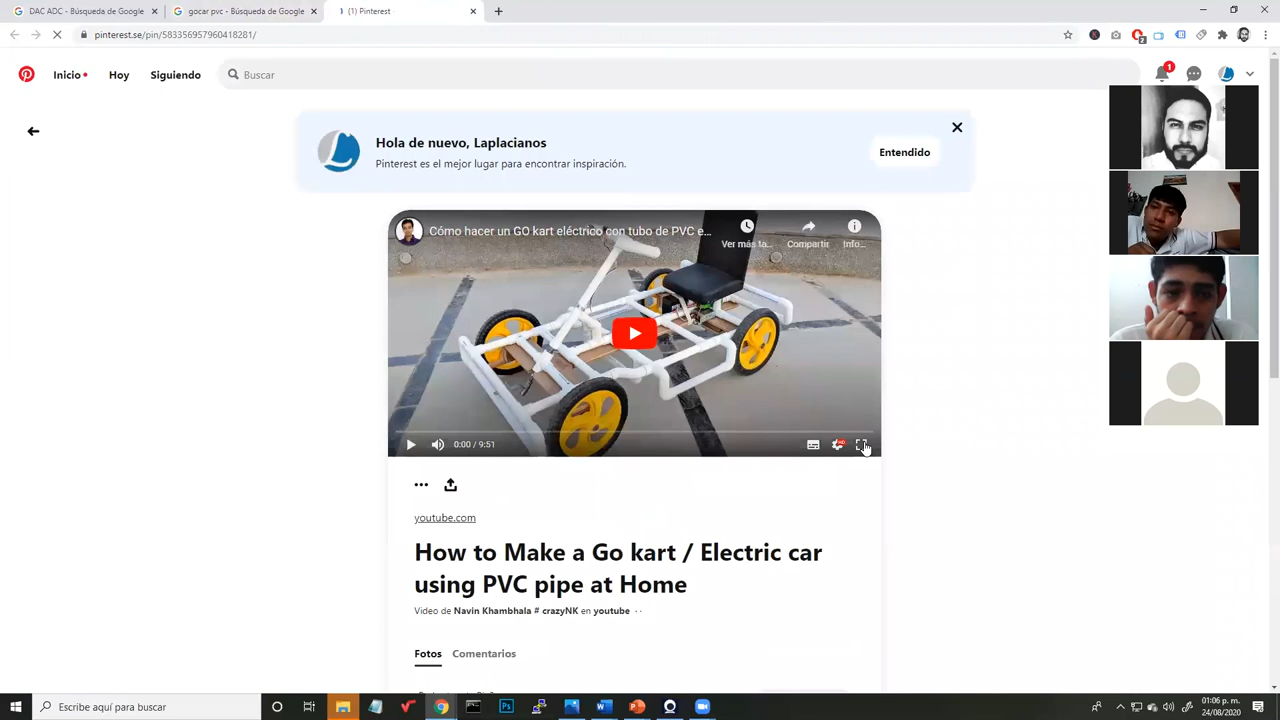 DAC ADC - Búsqueda de Google
gocar pvc - Búsqueda de Google
(1) Pinterest
pinterest.se/pin/583356957960418281/
2
Inicio
Hoy
Siguiendo
Buscar
1
Hola de nuevo, Laplacianos
Pinterest es el mejor lugar para encontrar inspiración.
Entendido
Cómo hacer un GO kart eléctrico con tubo de PVC e...
Ver más ta...
Compartir
Info...
0:00 / 9:51
HD
youtube.com
How to Make a Go kart / Electric car
using PVC pipe at Home
Video de Navin Khambhala # crazyNK en youtube
Fotos
Comentarios
Escribe aquí para buscar
01:06 p. m.
24/08/2020